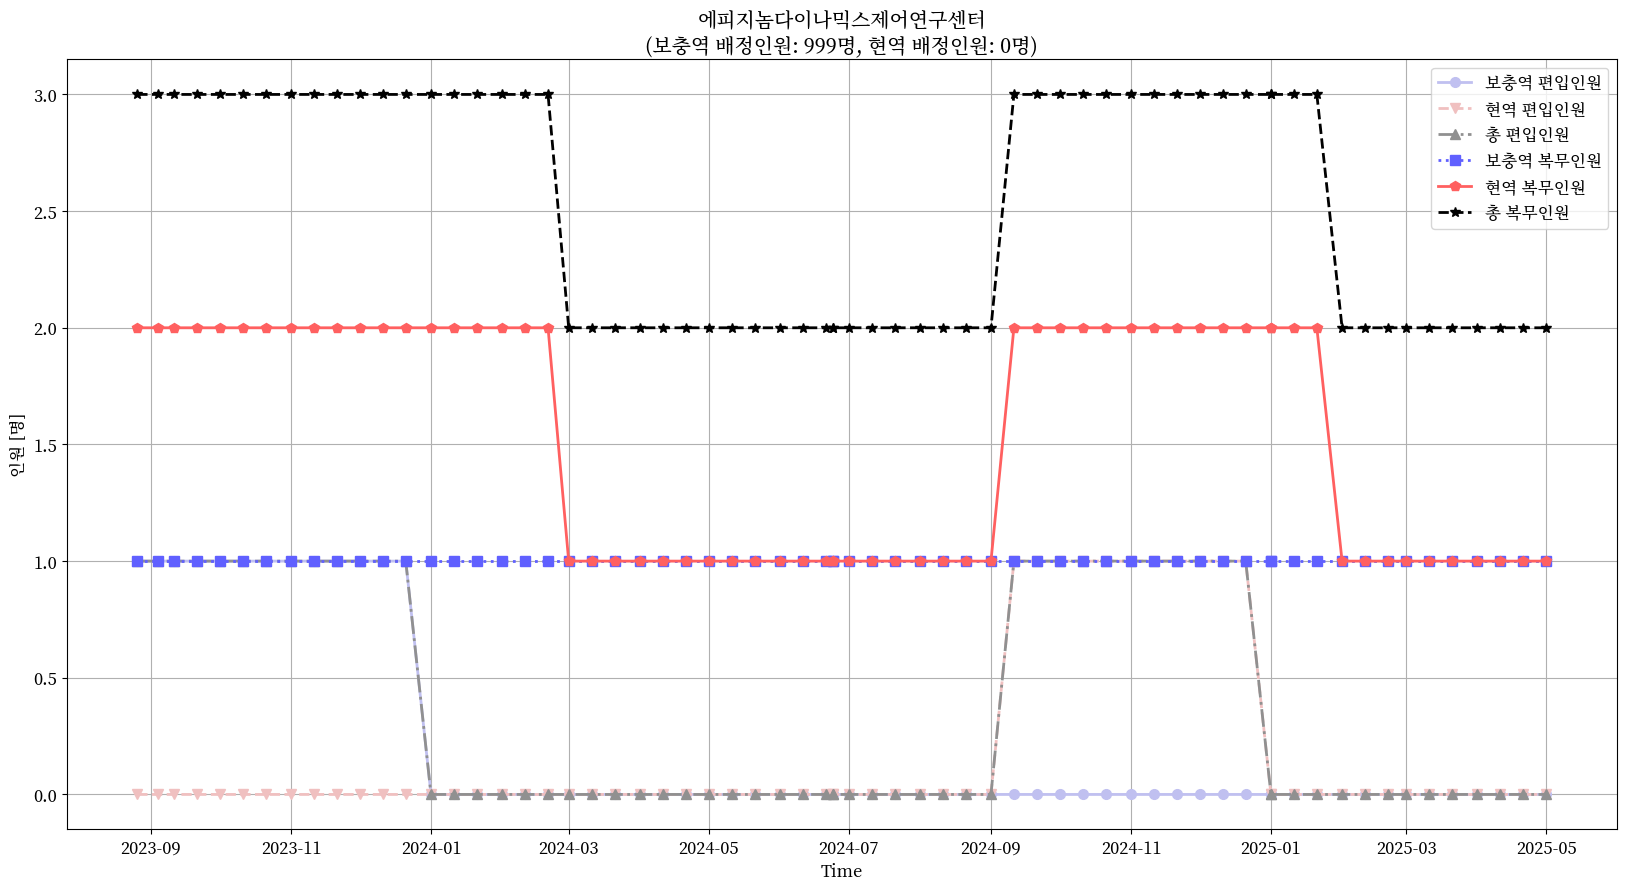 에피지놈다이나믹스제어연구센터
(보충역 배정인원: 999명, 현역 배정인원: 0명)
보충역 편입인원
현역 편입인원
총 편입인원
보충역 복무인원
현역 복무인원
총 복무인원
인원 [명]
3.0
2.5
2.0
1.5
1.0
0.5
0.0
2023-09
2023-11
2024-01
2024-03
2024-05
2024-07
2024-09
2024-11
2025-01
2025-03
2025-05
Time